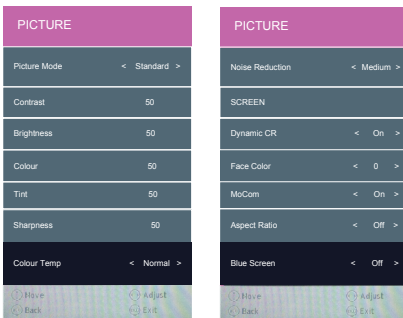 PICTURE
Picture Mode < Standard >
Contrast 50
Brightness 50
Colour 50
Tint 50
Sharpness 50
Colour Temp < Normal >
Move Adjust
Back Exit
PICTURE
Noise Reduction < Medium >
SCREEN
Dynamic CR < On >
Face Color < 0 >
MoCom < On >
Aspect Ratio < Off >
Blue Screen < Off >
Move Adjust
Back Exit